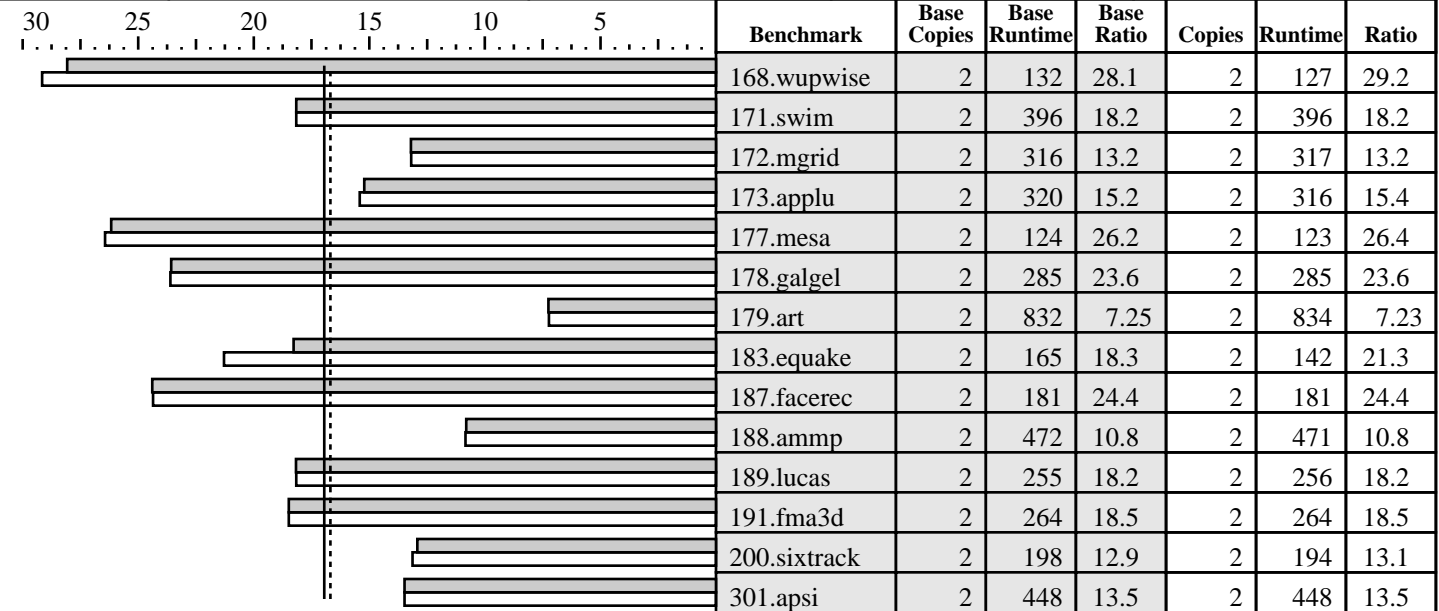 30 25 20 15 10 5
Benchmark Base Copies Base Runtime Base Ratio Copies Runtime Ratio
168.wupwise 2 132 28.1 2 127 29.2
171.swim 2 396 18.2 2 396 18.2
172.mgrid 2 316 13.2 2 317 13.2
173.applu 2 320 15.2 2 316 15.4
177.mesa 2 124 26.2 2 123 26.4
178.galgel 2 285 23.6 2 285 23.6
179.art 2 832 7.25 2 834 7.23
183.equake 2 165 18.3 2 142 21.3
187.facerec 2 181 24.4 2 181 24.4
188.ammp 2 472 10.8 2 471 10.8
189.lucas 2 255 18.2 2 256 18.2
191.fma3d 2 264 18.5 2 264 18.5
200.sixtrack 2 198 12.9 2 194 13.1
301.apsi 2 448 13.5 2 448 13.5